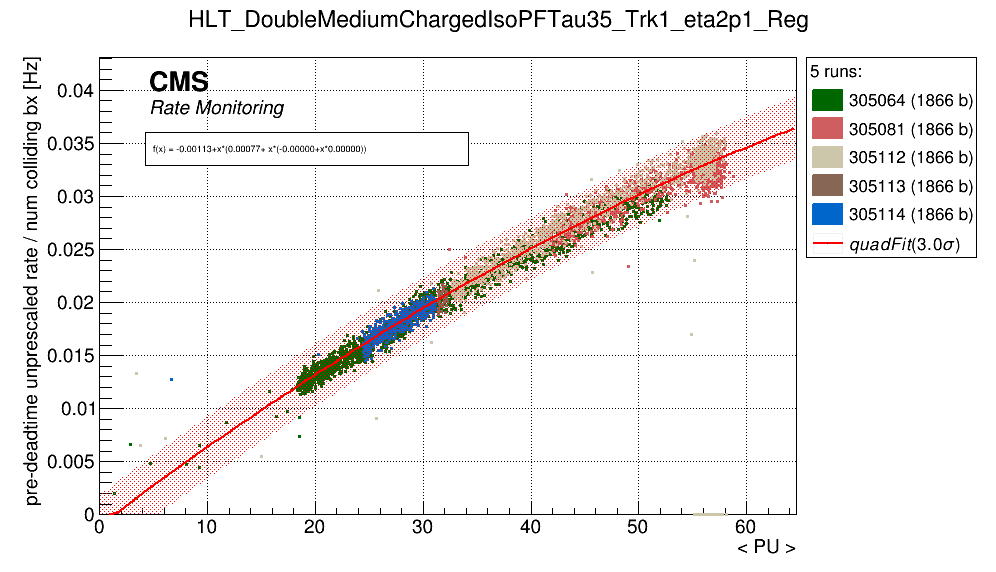 HLT_DoubleMediumChargedIsoPFTau35_Trk1_eta2p1_Reg
pre-deadtime unprescaled rate / num colliding bx [Hz]
0.04
0.035
0.03
0.025
0.02
0.015
0.01
0.005
0
CMS
Rate Monitoring
f(x) = -0.00113+x*(0.00077+ x*(-0.00000+x*0.00000))
0 10 20 30 40 50 60
< PU >
5 runs:
305064 (1866 b)
305081 (1866 b)
305112 (1866 b)
305113 (1866 b)
305114 (1866 b)
quadFit(3.0σ)